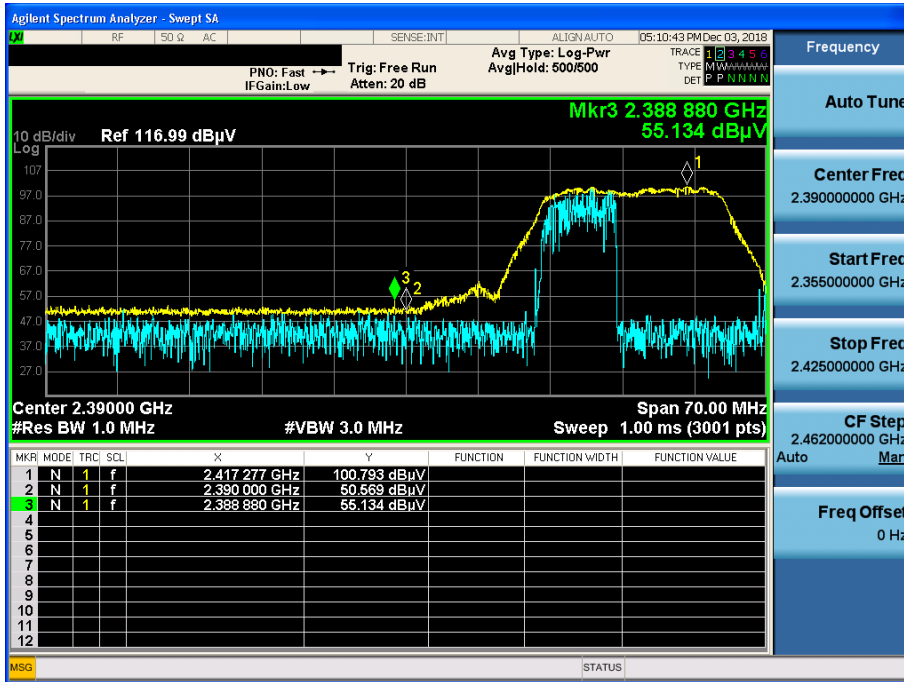 Agilent Spectrum Analyzer - Swept SA
LXI RF 50 Ω AC SENSE:INT ALIGN AUTO 05:10:43 PM Dec 03, 2018
Frequency
PNO: Fast
IFGain:Low
Trig: Free Run
Atten: 20 dB
Avg Type: Log-Pwr
Avg|Hold: 500/500
TRACE 1 2 3 4 5 6
TYPE M W
DET P P N N N N
Auto Tune
Mkr3 2.388 880 GHz
55.134 dBµV
10 dB/div Ref 116.99 dBµV
Log
107
97.0
87.0
77.0
67.0
57.0
47.0
37.0
27.0
1
3
2
Center Freq
2.390000000 GHz
Start Freq
2.355000000 GHz
Stop Freq
2.425000000 GHz
Center 2.39000 GHz Span 70.00 MHz
#Res BW 1.0 MHz #VBW 3.0 MHz Sweep 1.00 ms (3001 pts)
CF Step
2.462000000 GHz
Auto Man
Freq Offset
0 Hz
MKR MODE TRC SCL X Y FUNCTION FUNCTION WIDTH FUNCTION VALUE
1 N 1 f 2.417 277 GHz 100.793 dBµV
2 N 1 f 2.390 000 GHz 50.569 dBµV
3 N 1 f 2.388 880 GHz 55.134 dBµV
4
5
6
7
8
9
10
11
12
MSG STATUS